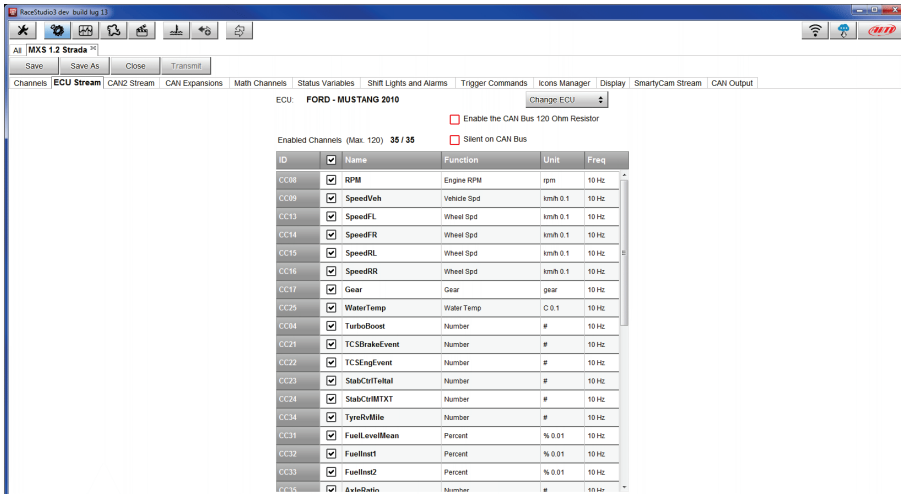 RaceStudio3 dev build lug 13
AiM
All MXS 1.2 Strada
Save Save As Close Transmit
Channels ECU Stream CAN2 Stream CAN Expansions Math Channels Status Variables Shift Lights and Alarms Trigger Commands Icons Manager Display SmartyCam Stream CAN Output
ECU: FORD - MUSTANG 2010 Change ECU
Enable the CAN Bus 120 Ohm Resistor
Enabled Channels (Max. 120) 35 / 35 Silent on CAN Bus
ID Name Function Unit Freq
CC08 RPM Engine RPM rpm 10 Hz
CC09 SpeedVeh Vehicle Spd km/h 0.1 10 Hz
CC13 SpeedFL Wheel Spd km/h 0.1 10 Hz
CC14 SpeedFR Wheel Spd km/h 0.1 10 Hz
CC15 SpeedRL Wheel Spd km/h 0.1 10 Hz
CC16 SpeedRR Wheel Spd km/h 0.1 10 Hz
CC17 Gear Gear gear 10 Hz
CC25 WaterTemp Water Temp C 0.1 10 Hz
CC04 TurboBoost Number # 10 Hz
CC21 TCSBrakeEvent Number # 10 Hz
CC22 TCSEngEvent Number # 10 Hz
CC23 StabCtrlTeltal Number # 10 Hz
CC24 StabCtrlMTXT Number # 10 Hz
CC34 TyreRvMile Number # 10 Hz
CC31 FuelLevelMean Percent % 0.01 10 Hz
CC32 FuelInst1 Percent % 0.01 10 Hz
CC33 FuelInst2 Percent % 0.01 10 Hz
CC35 AxleRatio Number # 10 Hz